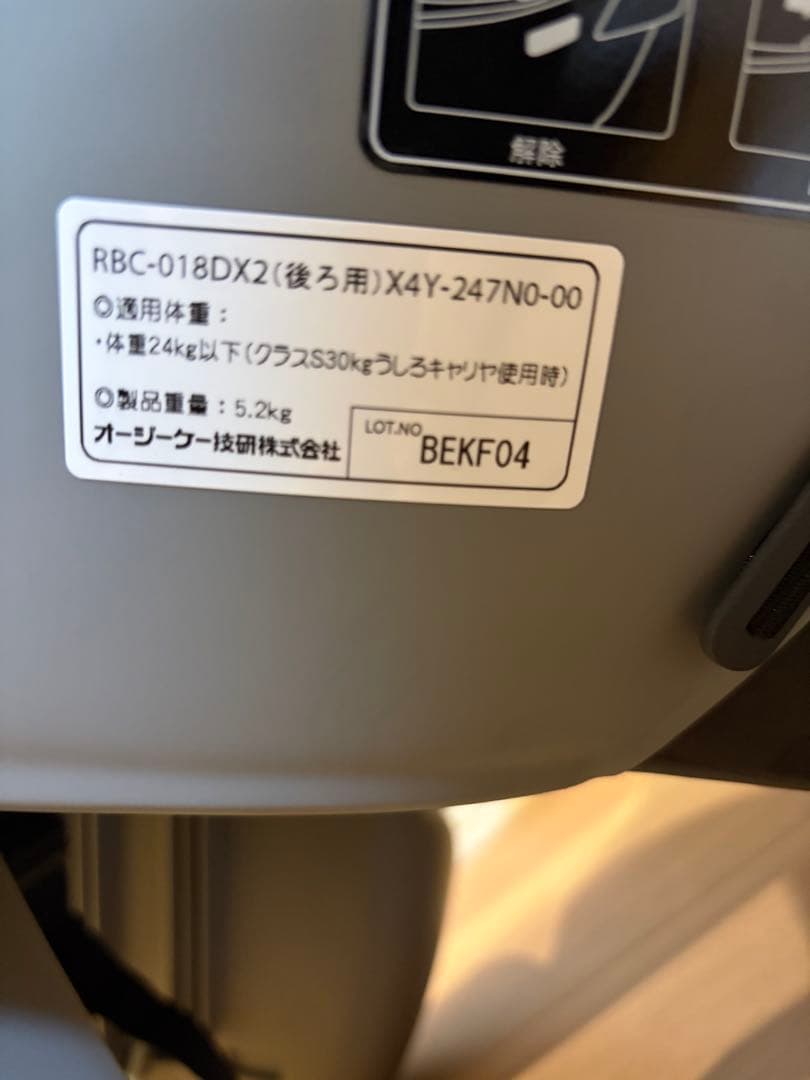 解除
RBC-018DX2(後ろ用)X4Y-247N0-00
◎適用体重：
・体重24kg以下(クラスS30kgうしろキャリヤ使用時)
◎製品重量：5.2kg
オージーケー技研株式会社
LOT.NO BEKF04